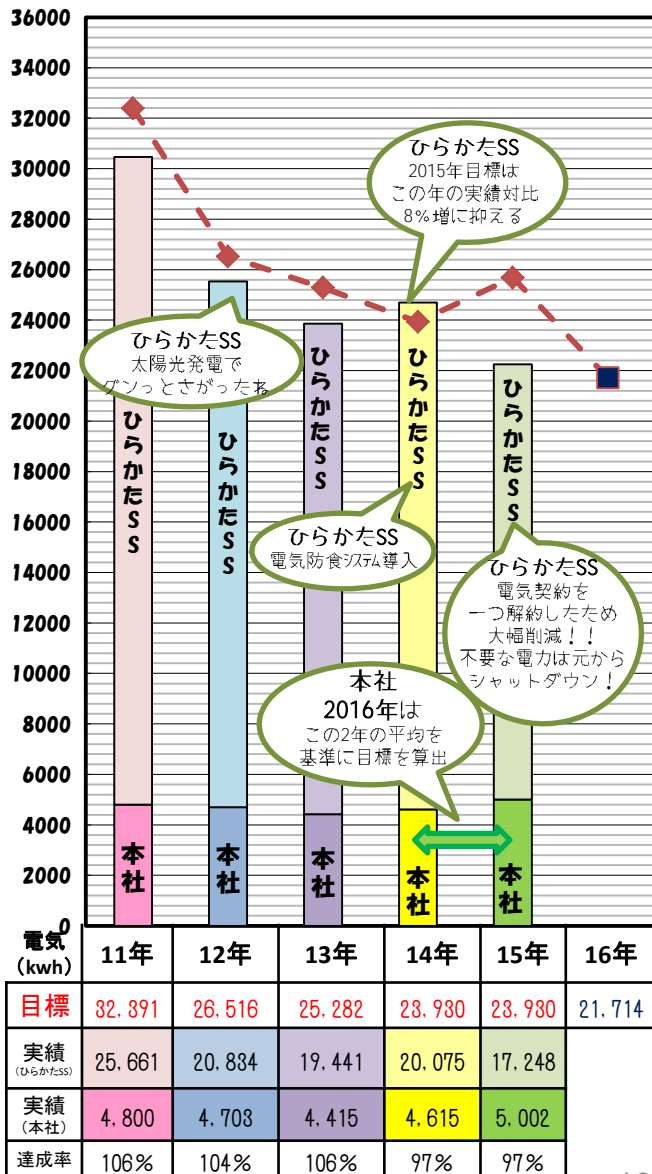 36000
34000
32000
30000
28000
26000
24000
22000
20000
18000
16000
14000
12000
10000
8000
6000
4000
2000
0
ひらかたSS
2015年目標は
この年の実績対比
8%増に抑える
ひらかたSS
太陽光発電で
グンっとさがったね
ひらかたSS
ひらかたSS
ひらかたSS
ひらかたSS
ひらかたSS
ひらかたSS
電気防食システム導入
ひらかたSS
電気契約を
一つ解約したため
大幅削減！！
不要な電力は元から
シャットダウン！
本社
2016年は
この2年の平均を
基準に目標を算出
本社
本社
本社
本社
本社
電気
(kwh) 11年 12年 13年 14年 15年 16年
目標 32,391 26,516 25,282 23,930 23,930 21,714
実績
(ひらかたSS) 25,661 20,834 19,441 20,075 17,248
実績
(本社) 4,800 4,703 4,415 4,615 5,002
達成率 106% 104% 106% 97% 97%